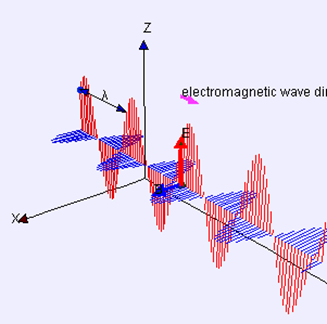 Z
electromagnetic wave dir
λ
E
X